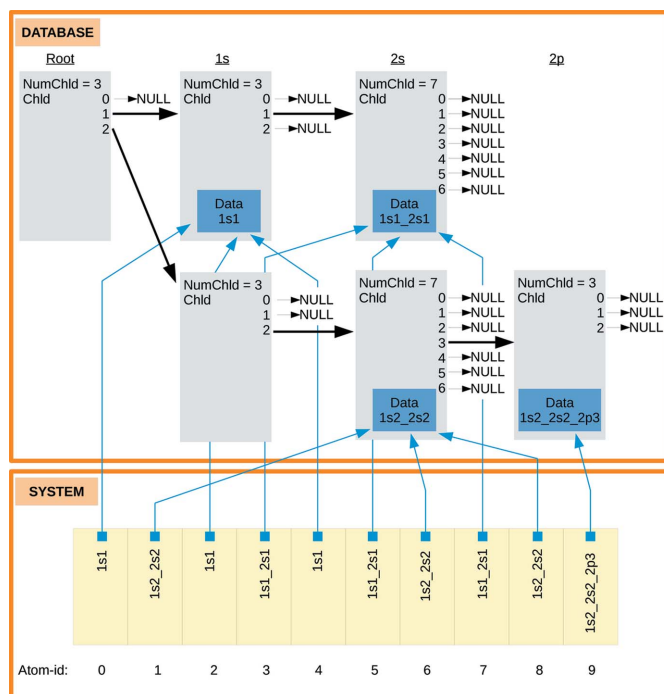 DATABASE
Root
1s
2s
2p
NumChld = 3
Chld
0
NULL
1
2
NumChld = 3
Chld
0
1
2
NULL
Data
1s1
NumChld = 7
Chld
0
NULL
1
NULL
2
NULL
3
NULL
4
NULL
5
NULL
6
NULL
Data
1s1_2s1
NumChld = 3
Chld
0
NULL
1
NULL
2
NumChld = 7
Chld
0
NULL
1
NULL
2
NULL
3
4
NULL
5
NULL
6
NULL
Data
1s2_2s2
NumChld = 3
Chld
0
NULL
1
NULL
2
NULL
Data
1s2_2s2_2p3
SYSTEM
1s1
1s2_2s2
1s1
1s1_2s1
1s1
1s1_2s1
1s2_2s2
1s1_2s1
1s2_2s2
1s2_2s2_2p3
Atom-id: 0 1 2 3 4 5 6 7 8 9